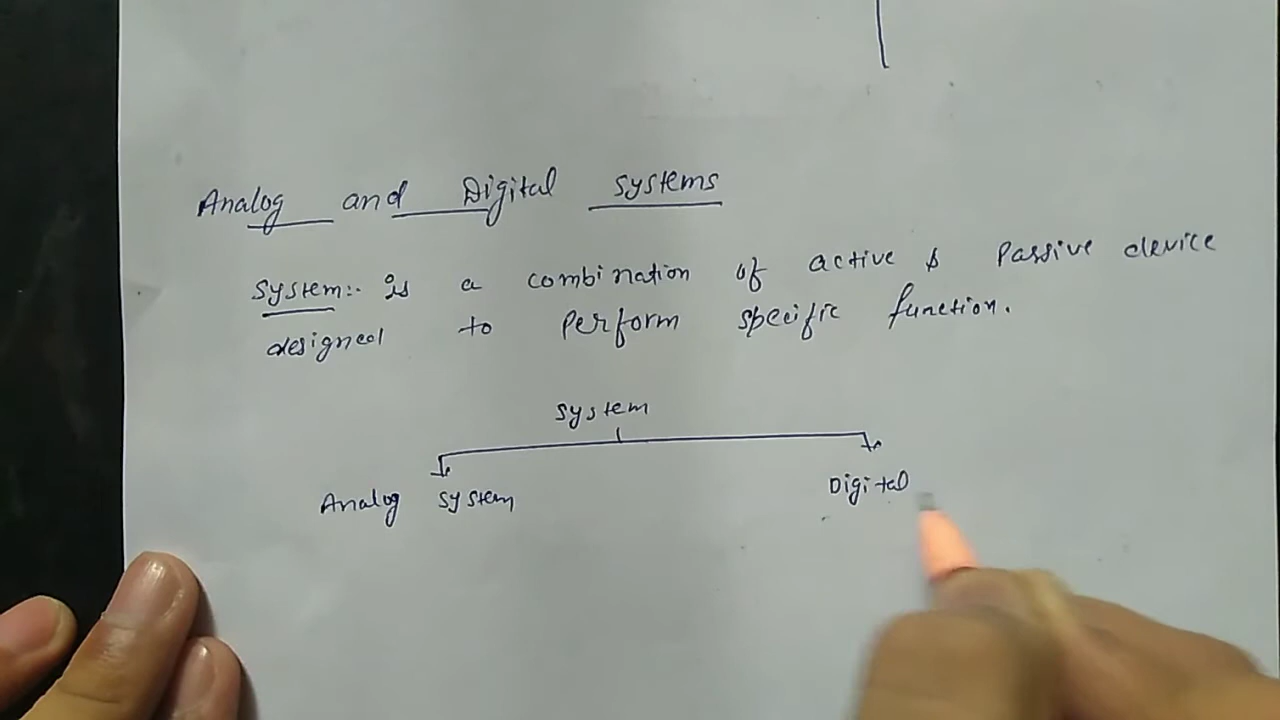 Analog and Digital Systems
System:- Is a combination of active & Passive device
designed to Perform specific function.
System
Analog System
Digital